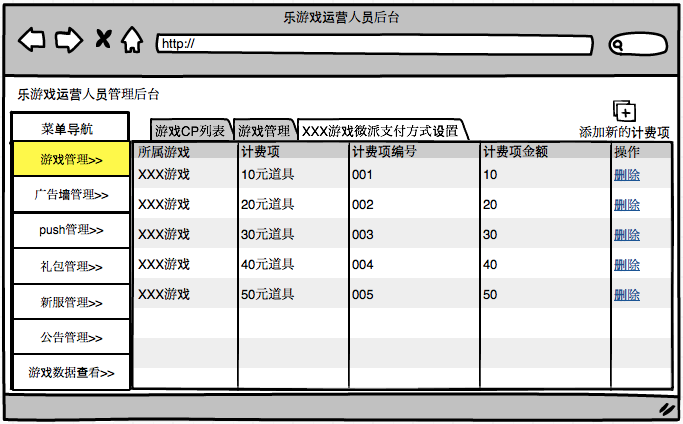 乐游戏运营人员后台
http://
乐游戏运营人员管理后台
菜单导航
游戏管理>>
广告墙管理>>
push管理>>
礼包管理>>
新服管理>>
公告管理>>
游戏数据查看>>
游戏CP列表 游戏管理 XXX游戏微派支付方式设置
添加新的计费项
所属游戏 计费项 计费项编号 计费项金额 操作
XXX游戏 10元道具 001 10 删除
XXX游戏 20元道具 002 20 删除
XXX游戏 30元道具 003 30 删除
XXX游戏 40元道具 004 40 删除
XXX游戏 50元道具 005 50 删除